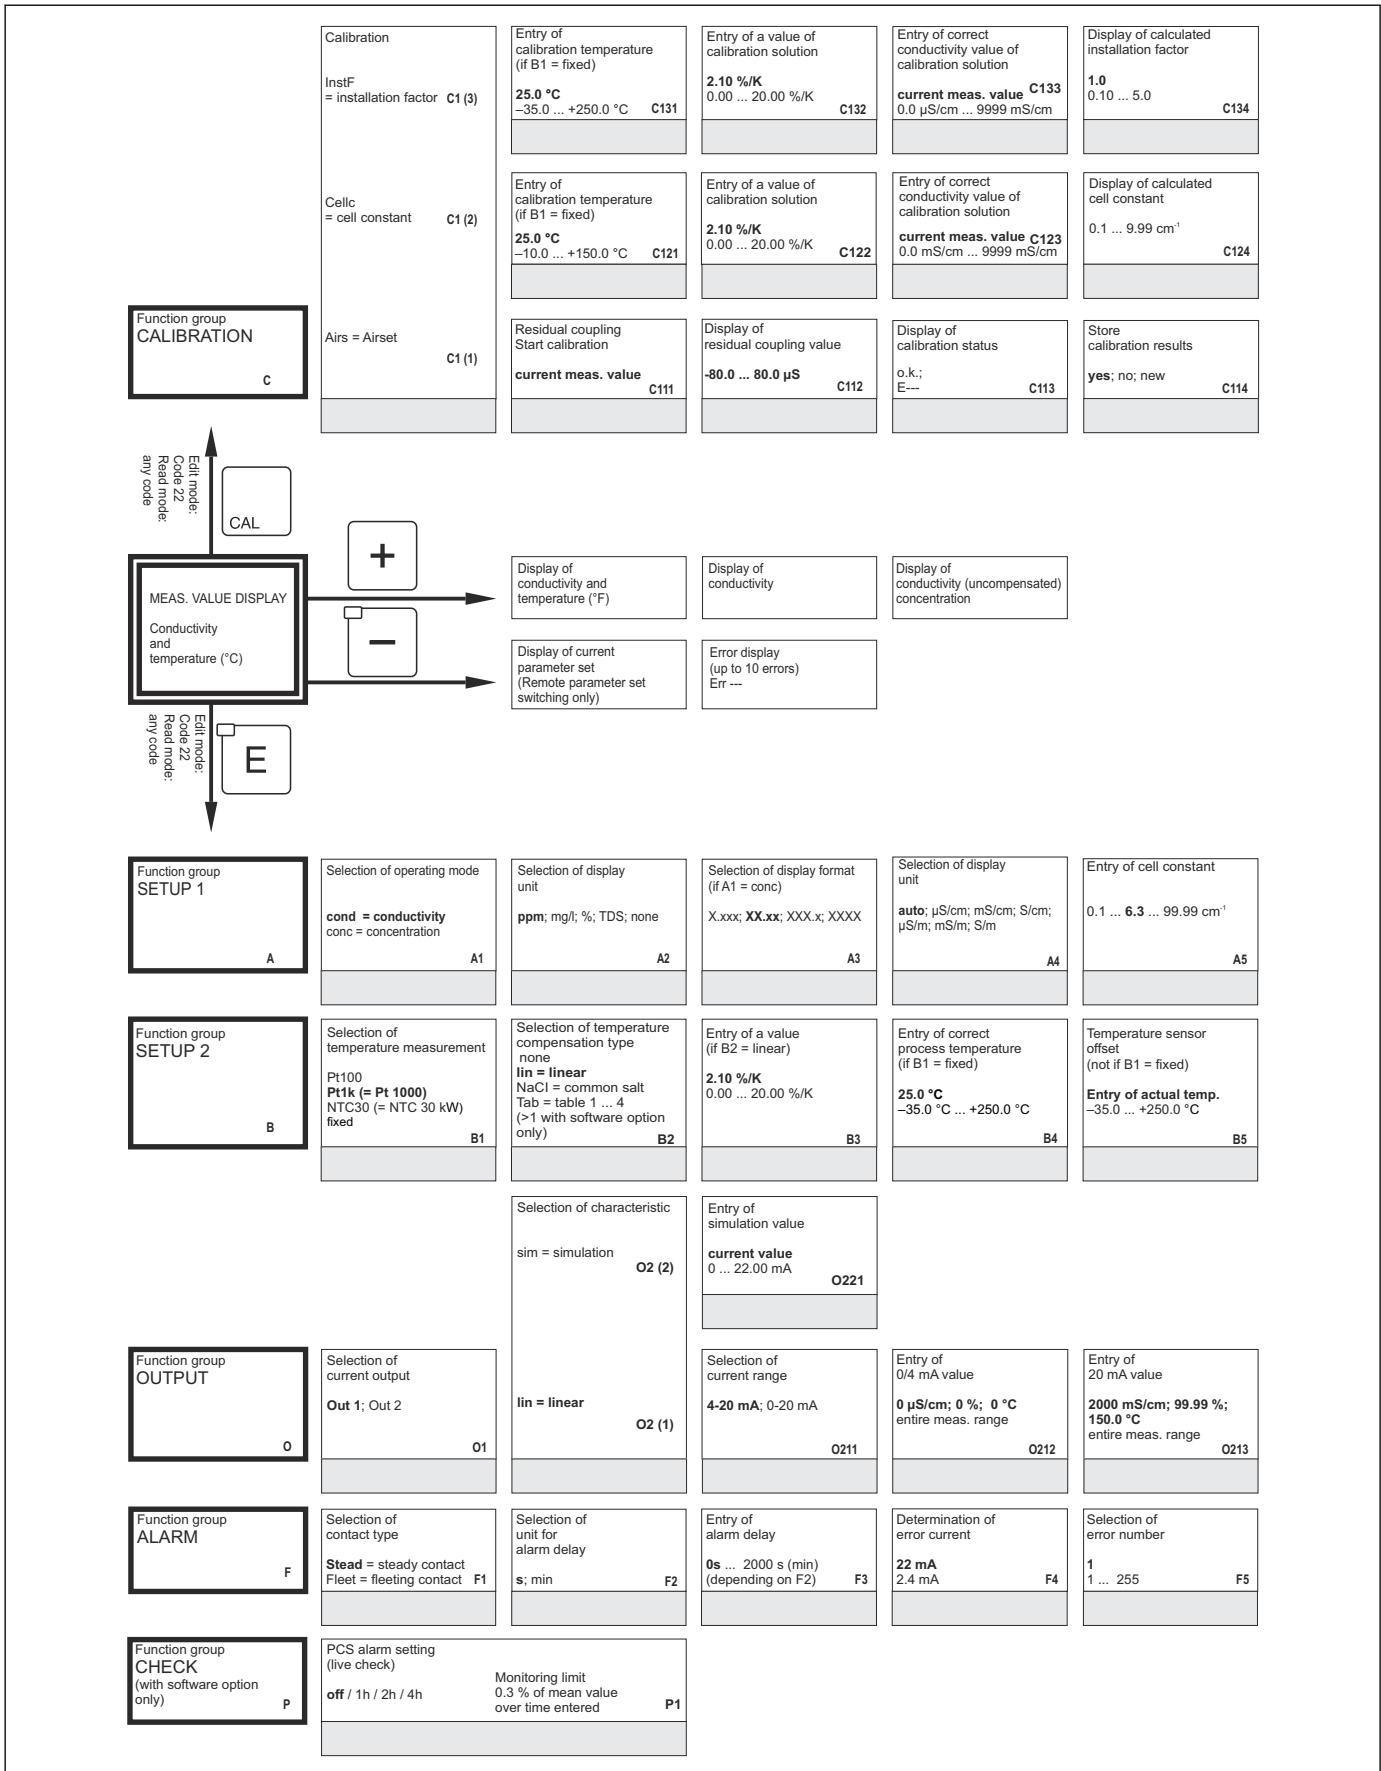 Calibration
InstF
= installation factor C1 (3)
Entry of
calibration temperature
(if B1 = fixed)
25.0 °C
–35.0 ... +250.0 °C C131
Entry of a value of
calibration solution
2.10 %/K
0.00 ... 20.00 %/K C132
Entry of correct
conductivity value of
calibration solution
current meas. value C133
0.0 µS/cm ... 9999 mS/cm
Display of calculated
installation factor
1.0
0.10 ... 5.0
C134
Cellc
= cell constant C1 (2)
Entry of
calibration temperature
(if B1 = fixed)
25.0 °C
–10.0 ... +150.0 °C C121
Entry of a value of
calibration solution
2.10 %/K
0.00 ... 20.00 %/K C122
Entry of correct
conductivity value of
calibration solution
current meas. value C123
0.0 mS/cm ... 9999 mS/cm
Display of calculated
cell constant
0.1 ... 9.99 cm⁻¹
C124
Function group
CALIBRATION
C
Airs = Airset
C1 (1)
Residual coupling
Start calibration
current meas. value
C111
Display of
residual coupling value
-80.0 ... 80.0 µS
C112
Display of
calibration status
o.k.;
E--- C113
Store
calibration results
yes; no; new
C114
Edit mode:
Code 22
Read mode:
any code
CAL
+
MEAS. VALUE DISPLAY
Conductivity
and
temperature (°C)
Display of
conductivity and
temperature (°F)
Display of
conductivity
Display of
conductivity (uncompensated)
concentration
–
Display of current
parameter set
(Remote parameter set
switching only)
Error display
(up to 10 errors)
Err ---
Edit mode:
Code 22
Read mode:
any code
E
Function group
SETUP 1
A
Selection of operating mode
cond = conductivity
conc = concentration
A1
Selection of display
unit
ppm; mg/l; %; TDS; none
A2
Selection of display format
(if A1 = conc)
X.xxx; XX.xx; XXX.x; XXXX
A3
Selection of display
unit
auto; µS/cm; mS/cm; S/cm;
µS/m; mS/m; S/m
A4
Entry of cell constant
0.1 ... 6.3 ... 99.99 cm⁻¹
A5
Function group
SETUP 2
B
Selection of
temperature measurement
Pt100
Pt1k (= Pt 1000)
NTC30 (= NTC 30 kW)
fixed
B1
Selection of temperature
compensation type
none
lin = linear
NaCl = common salt
Tab = table 1 ... 4
(>1 with software option
only) B2
Entry of a value
(if B2 = linear)
2.10 %/K
0.00 ... 20.00 %/K
B3
Entry of correct
process temperature
(if B1 = fixed)
25.0 °C
–35.0 °C ... +250.0 °C
B4
Temperature sensor
offset
(not if B1 = fixed)
Entry of actual temp.
–35.0 ... +250.0 °C
B5
Selection of characteristic
sim = simulation
O2 (2)
Entry of
simulation value
current value
0 ... 22.00 mA
O221
Function group
OUTPUT
O
Selection of
current output
Out 1; Out 2
O1
lin = linear
O2 (1)
Selection of
current range
4-20 mA; 0-20 mA
O211
Entry of
0/4 mA value
0 µS/cm; 0 %; 0 °C
entire meas. range
O212
Entry of
20 mA value
2000 mS/cm; 99.99 %;
150.0 °C
entire meas. range
O213
Function group
ALARM
F
Selection of
contact type
Stead = steady contact
Fleet = fleeting contact F1
Selection of
unit for
alarm delay
s; min F2
Entry of
alarm delay
0s ... 2000 s (min)
(depending on F2) F3
Determination of
error current
22 mA
2.4 mA F4
Selection of
error number
1
1 ... 255 F5
Function group
CHECK
(with software option
only) P
PCS alarm setting
(live check)
off / 1h / 2h / 4h
Monitoring limit
0.3 % of mean value
over time entered P1